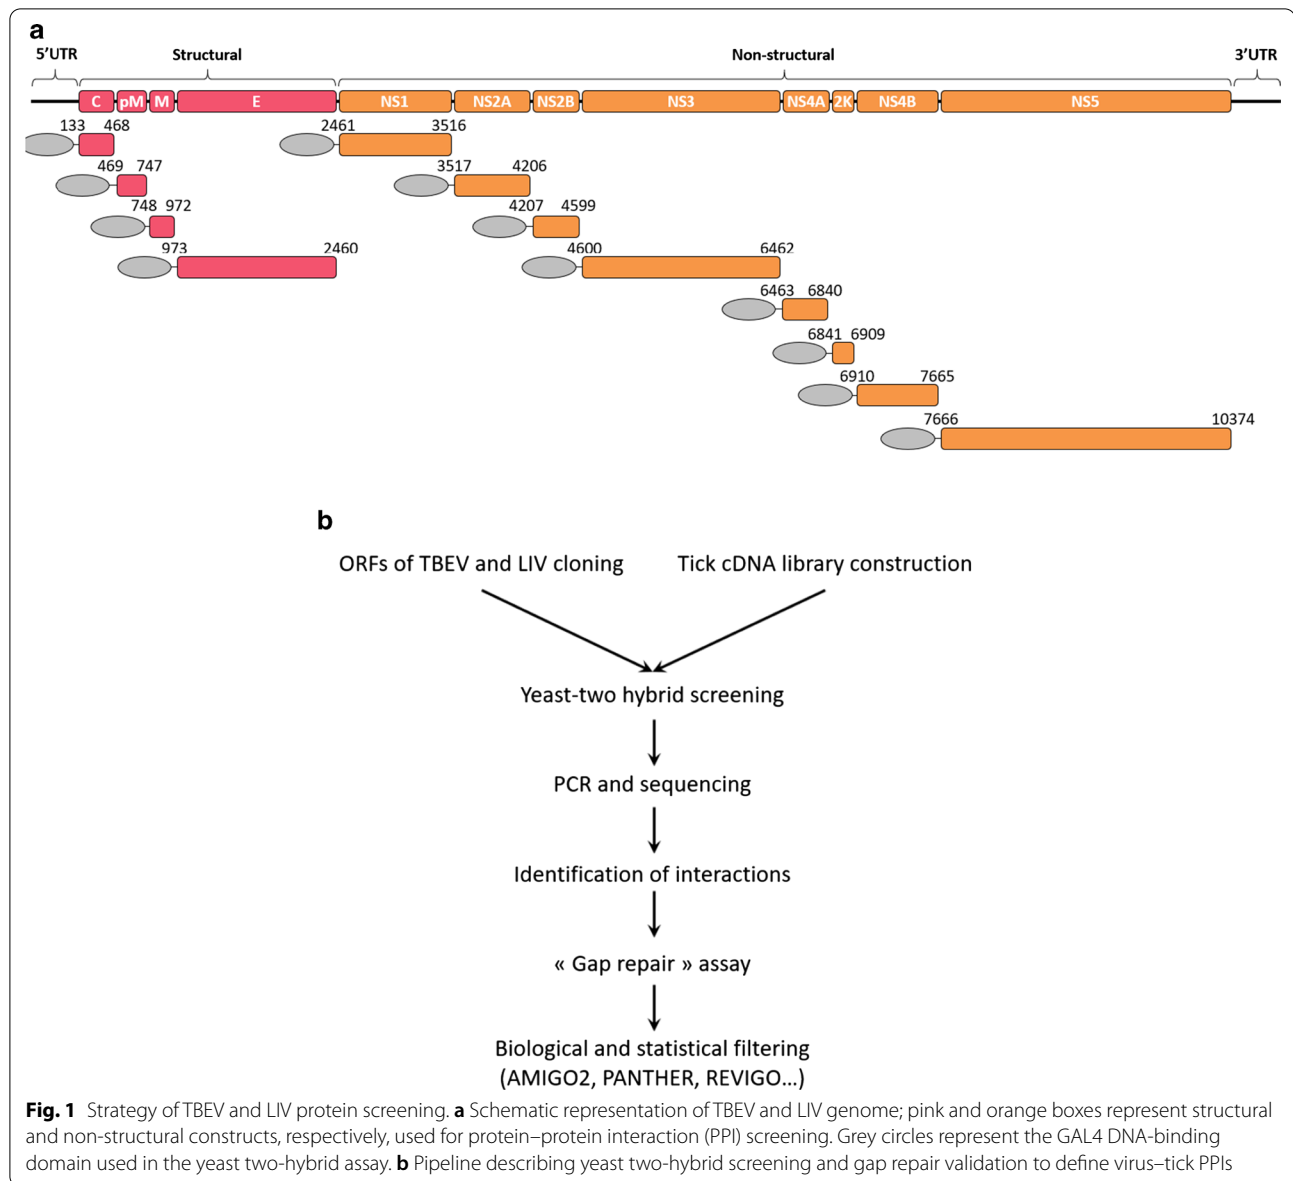 a
5'UTR Structural Non-structural 3'UTR
C pM M E NS1 NS2A NS2B NS3 NS4A 2K NS4B NS5
133 468 2461 3516
469 747 3517 4206
748 972 4207 4599
973 2460 4600 6462
6463 6840
6841 6909
6910 7665
7666 10374
b
ORFs of TBEV and LIV cloning Tick cDNA library construction
Yeast-two hybrid screening
PCR and sequencing
Identification of interactions
« Gap repair » assay
Biological and statistical filtering
(AMIGO2, PANTHER, REVIGO...)
Fig. 1 Strategy of TBEV and LIV protein screening. a Schematic representation of TBEV and LIV genome; pink and orange boxes represent structural
and non-structural constructs, respectively, used for protein–protein interaction (PPI) screening. Grey circles represent the GAL4 DNA-binding
domain used in the yeast two-hybrid assay. b Pipeline describing yeast two-hybrid screening and gap repair validation to define virus–tick PPIs